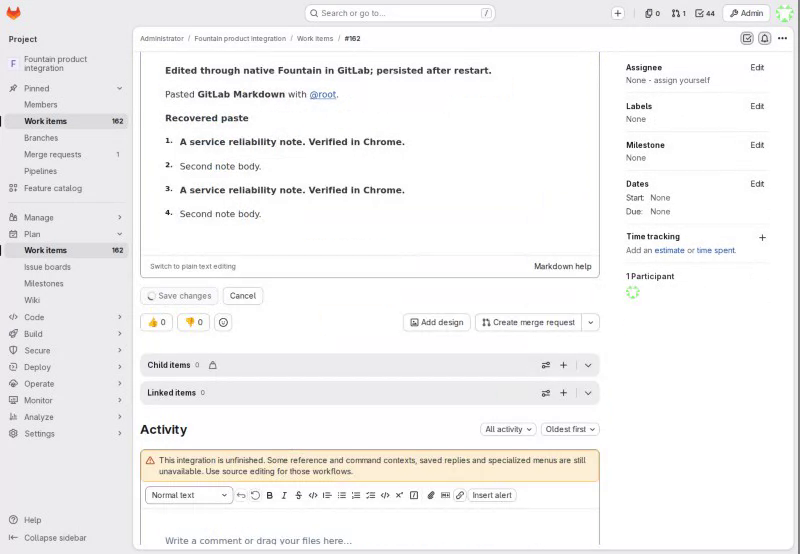 Search or go to...
/
0
1
44
Admin
Project
Administrator / Fountain product integration / Work items / #162
F
Fountain product integration
Pinned
Members
Work items 162
Branches
Merge requests 1
Pipelines
Feature catalog
Manage
Plan
Work items 162
Issue boards
Milestones
Wiki
Code
Build
Secure
Deploy
Operate
Monitor
Analyze
Settings
Help
Collapse sidebar
Edited through native Fountain in GitLab; persisted after restart.
Pasted GitLab Markdown with @root.
Recovered paste
1. A service reliability note. Verified in Chrome.
2. Second note body.
3. A service reliability note. Verified in Chrome.
4. Second note body.
Switch to plain text editing
Markdown help
Save changes
Cancel
👍 0
👎 0
Add design
Create merge request
Child items 0
Linked items 0
Activity
All activity
Oldest first
This integration is unfinished. Some reference and command contexts, saved replies and specialized menus are still
unavailable. Use source editing for those workflows.
Normal text
B
I
S
Insert alert
Write a comment or drag your files here...
Assignee Edit
None - assign yourself
Labels Edit
None
Milestone Edit
None
Dates Edit
Start: None
Due: None
Time tracking +
Add an estimate or time spent.
1 Participant